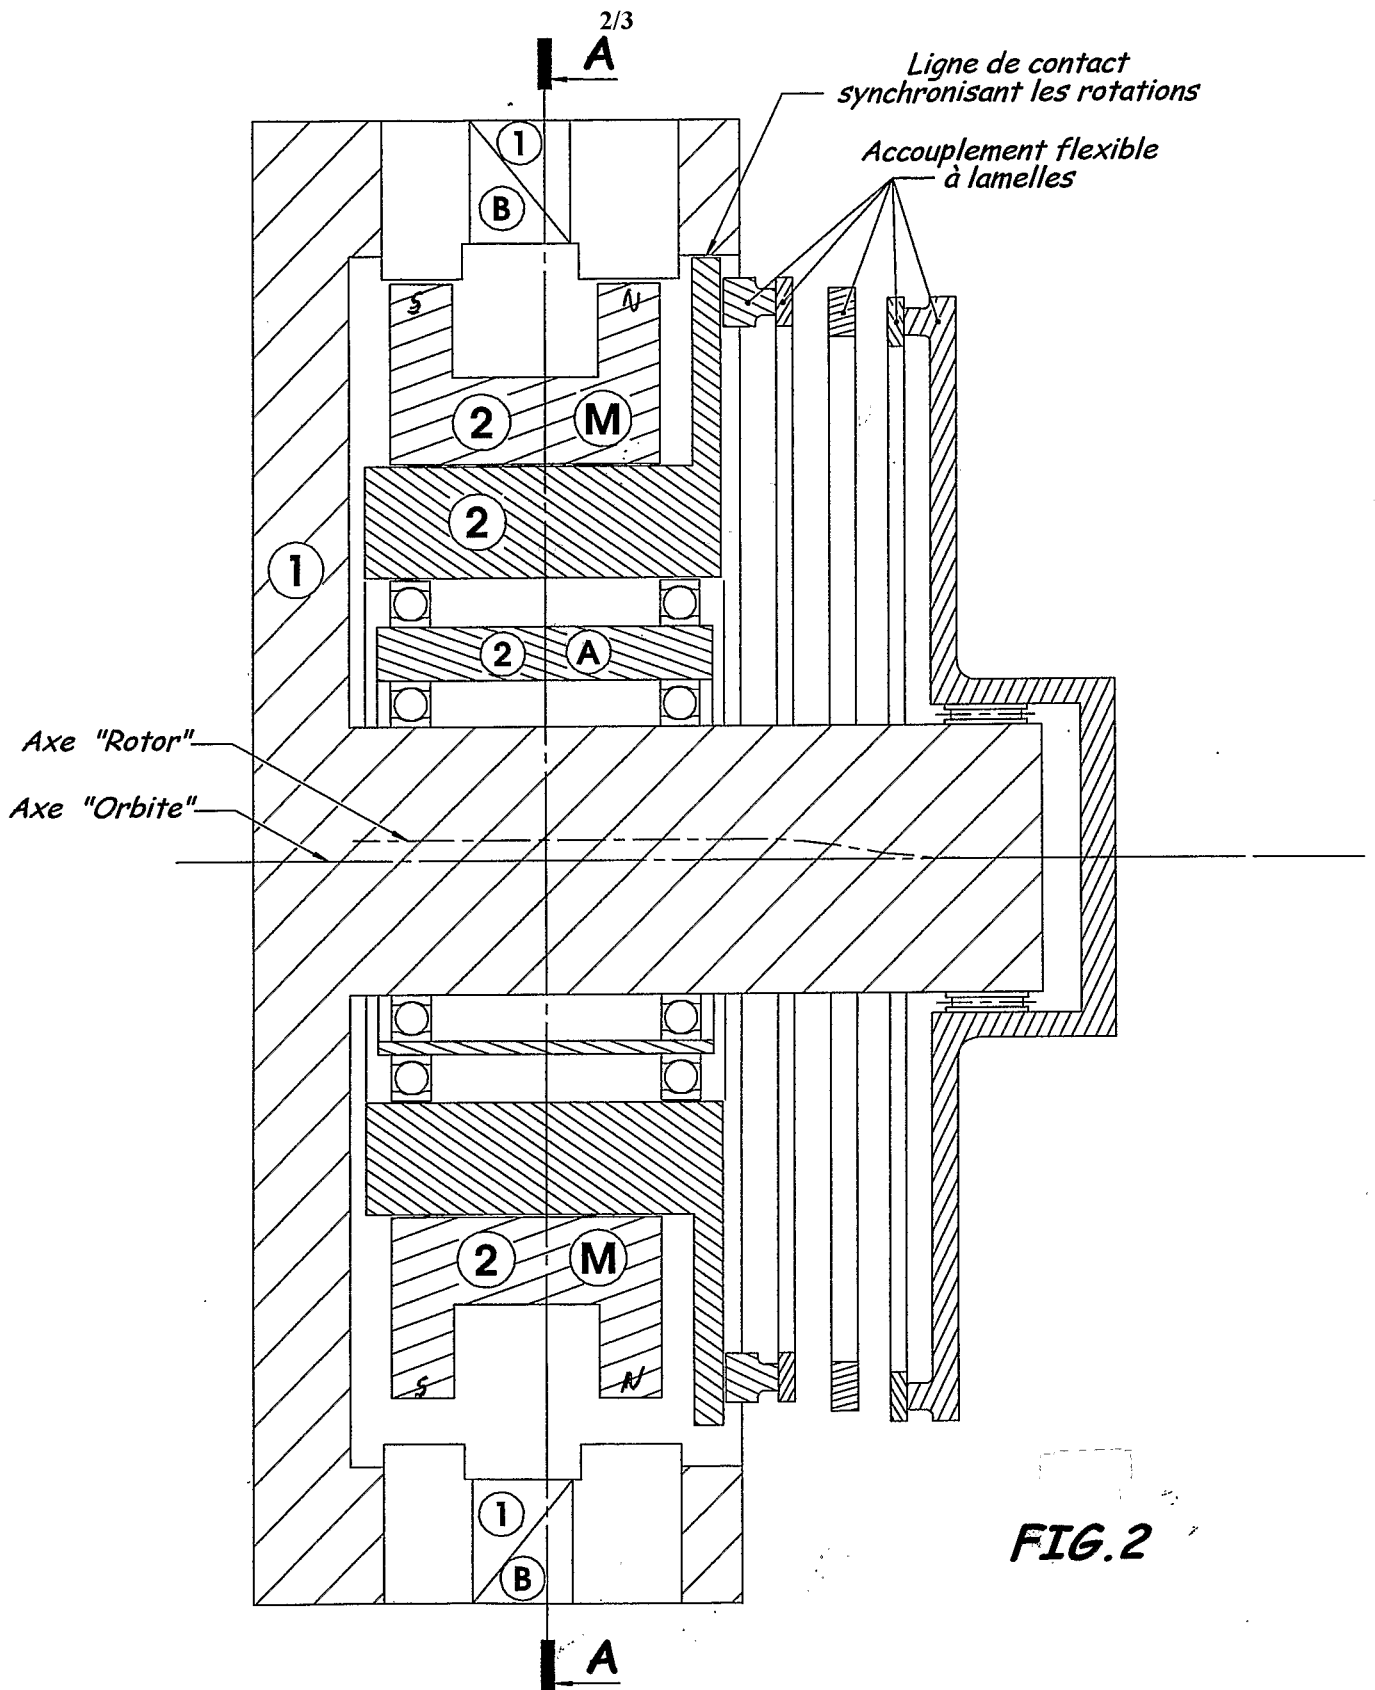 2/3
A
Ligne de contact
synchronisant les rotations
Accouplement flexible
à lamelles
1
B
S
N
2
M
2
1
2
A
Axe "Rotor"
Axe "Orbite"
2
M
S
N
1
B
FIG.2
A